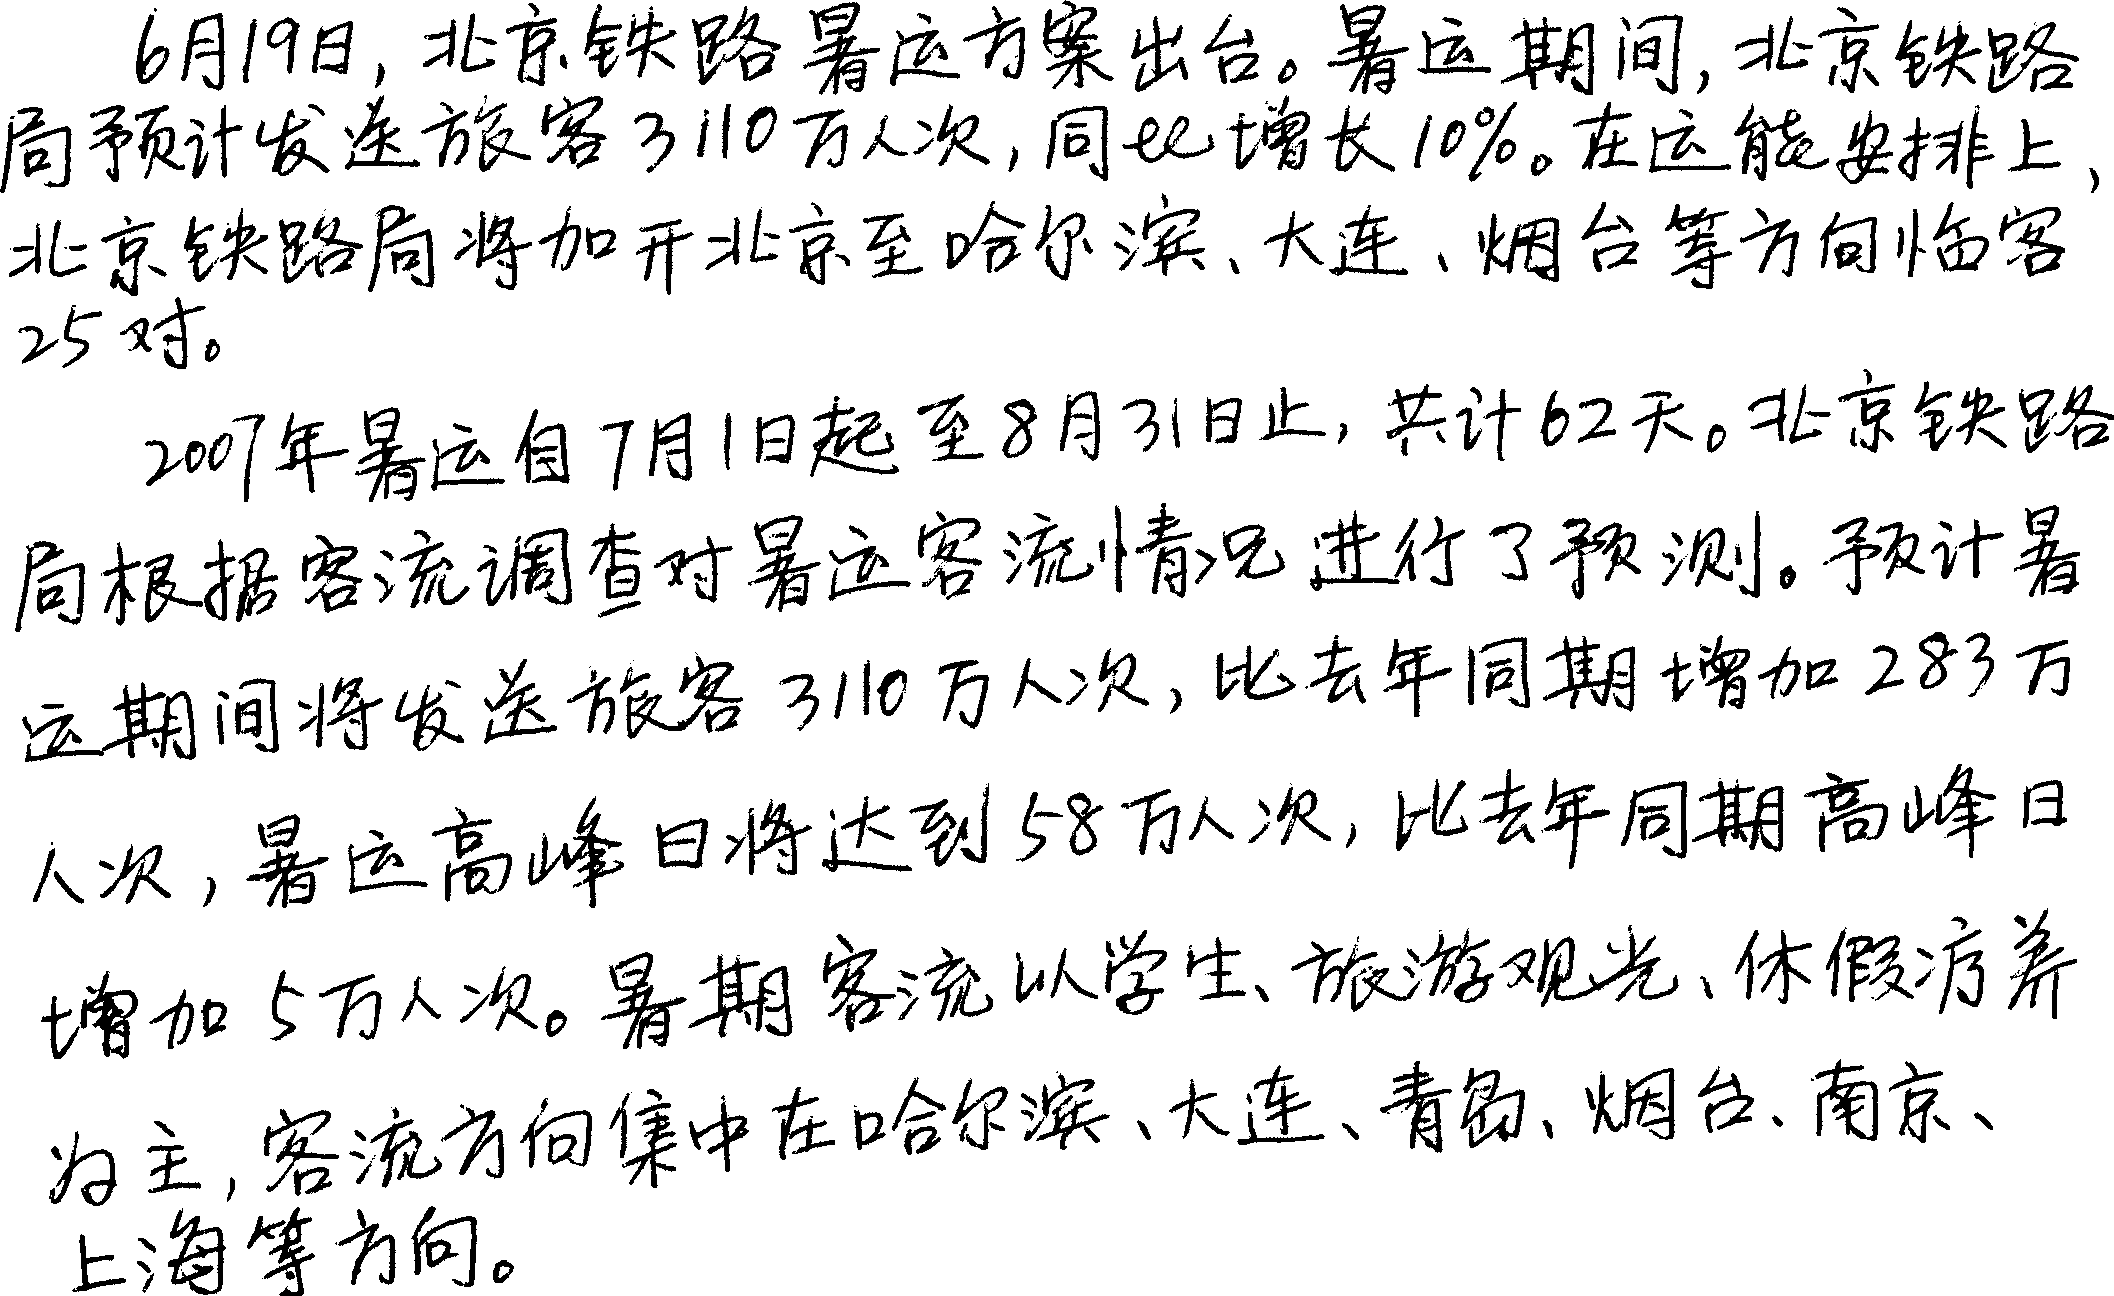 6月19日,北京铁路暑运方案出台。暑运期间,北京铁路
局预计发送旅客3110万人次,同比增长10%。在运能安排上,
北京铁路局将加开北京至哈尔滨、大连、烟台等方向临客
25对。
2007年暑运自7月1日起至8月31日止,共计62天。北京铁路
局根据客流调查对暑运客流情况进行了预测。预计暑
运期间将发送旅客3110万人次,比去年同期增加283万
人次,暑运高峰日将达到58万人次,比去年同期高峰日
增加5万人次。暑期客流以学生、旅游观光、休假疗养
为主,客流方向集中在哈尔滨、大连、青岛、烟台、南京、
上海等方向。